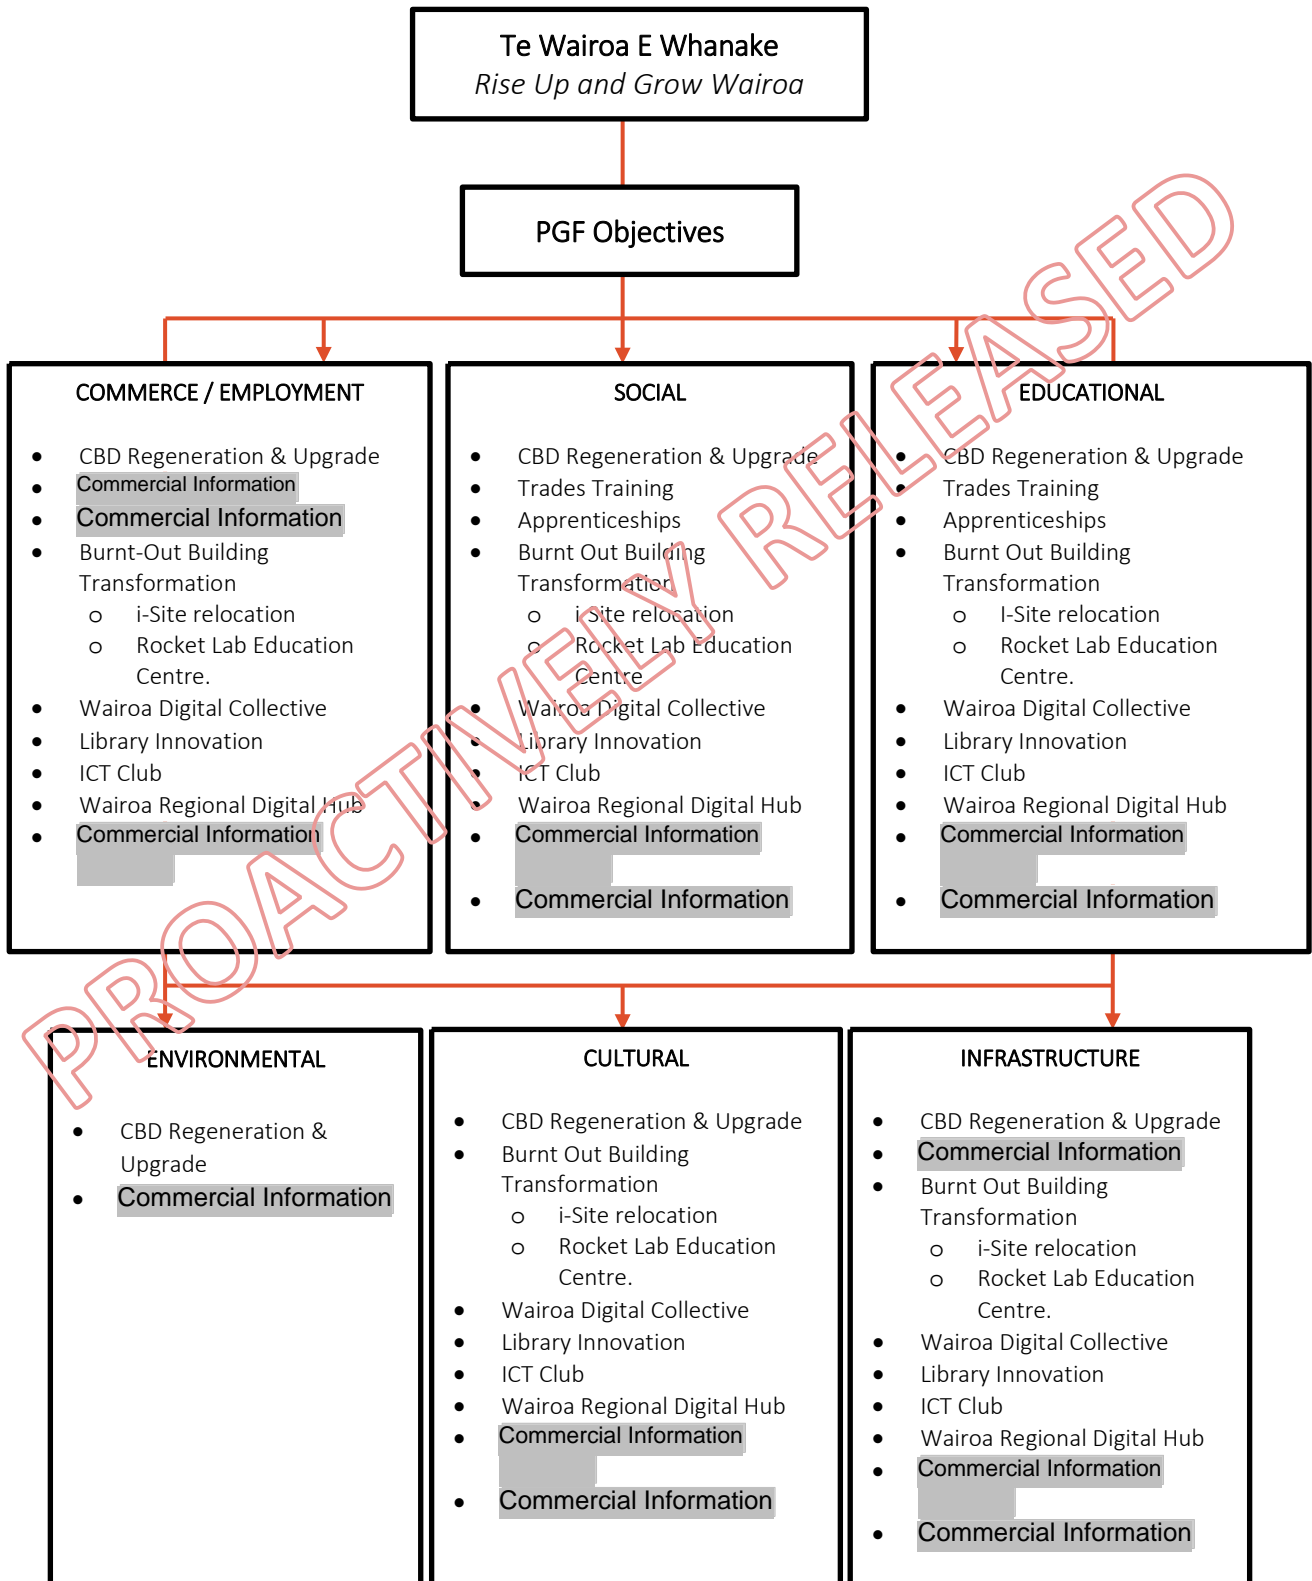 Te Wairoa E Whanake
Rise Up and Grow Wairoa
PGF Objectives
COMMERCE / EMPLOYMENT
• CBD Regeneration & Upgrade
• Commercial Information
• Commercial Information
• Burnt-Out Building
Transformation
o i-Site relocation
o Rocket Lab Education
Centre.
• Wairoa Digital Collective
• Library Innovation
• ICT Club
• Wairoa Regional Digital Hub
• Commercial Information
SOCIAL
• CBD Regeneration & Upgrade
• Trades Training
• Apprenticeships
• Burnt Out Building
Transformation
o i-Site relocation
o Rocket Lab Education
Centre
• Wairoa Digital Collective
• Library Innovation
• ICT Club
• Wairoa Regional Digital Hub
• Commercial Information
• Commercial Information
EDUCATIONAL
• CBD Regeneration & Upgrade
• Trades Training
• Apprenticeships
• Burnt Out Building
Transformation
o I-Site relocation
o Rocket Lab Education
Centre.
• Wairoa Digital Collective
• Library Innovation
• ICT Club
• Wairoa Regional Digital Hub
• Commercial Information
• Commercial Information
ENVIRONMENTAL
• CBD Regeneration &
Upgrade
• Commercial Information
CULTURAL
• CBD Regeneration & Upgrade
• Burnt Out Building
Transformation
o i-Site relocation
o Rocket Lab Education
Centre.
• Wairoa Digital Collective
• Library Innovation
• ICT Club
• Wairoa Regional Digital Hub
• Commercial Information
• Commercial Information
INFRASTRUCTURE
• CBD Regeneration & Upgrade
• Commercial Information
• Burnt Out Building
Transformation
o i-Site relocation
o Rocket Lab Education
Centre.
• Wairoa Digital Collective
• Library Innovation
• ICT Club
• Wairoa Regional Digital Hub
• Commercial Information
• Commercial Information
PROACTIVELY RELEASED